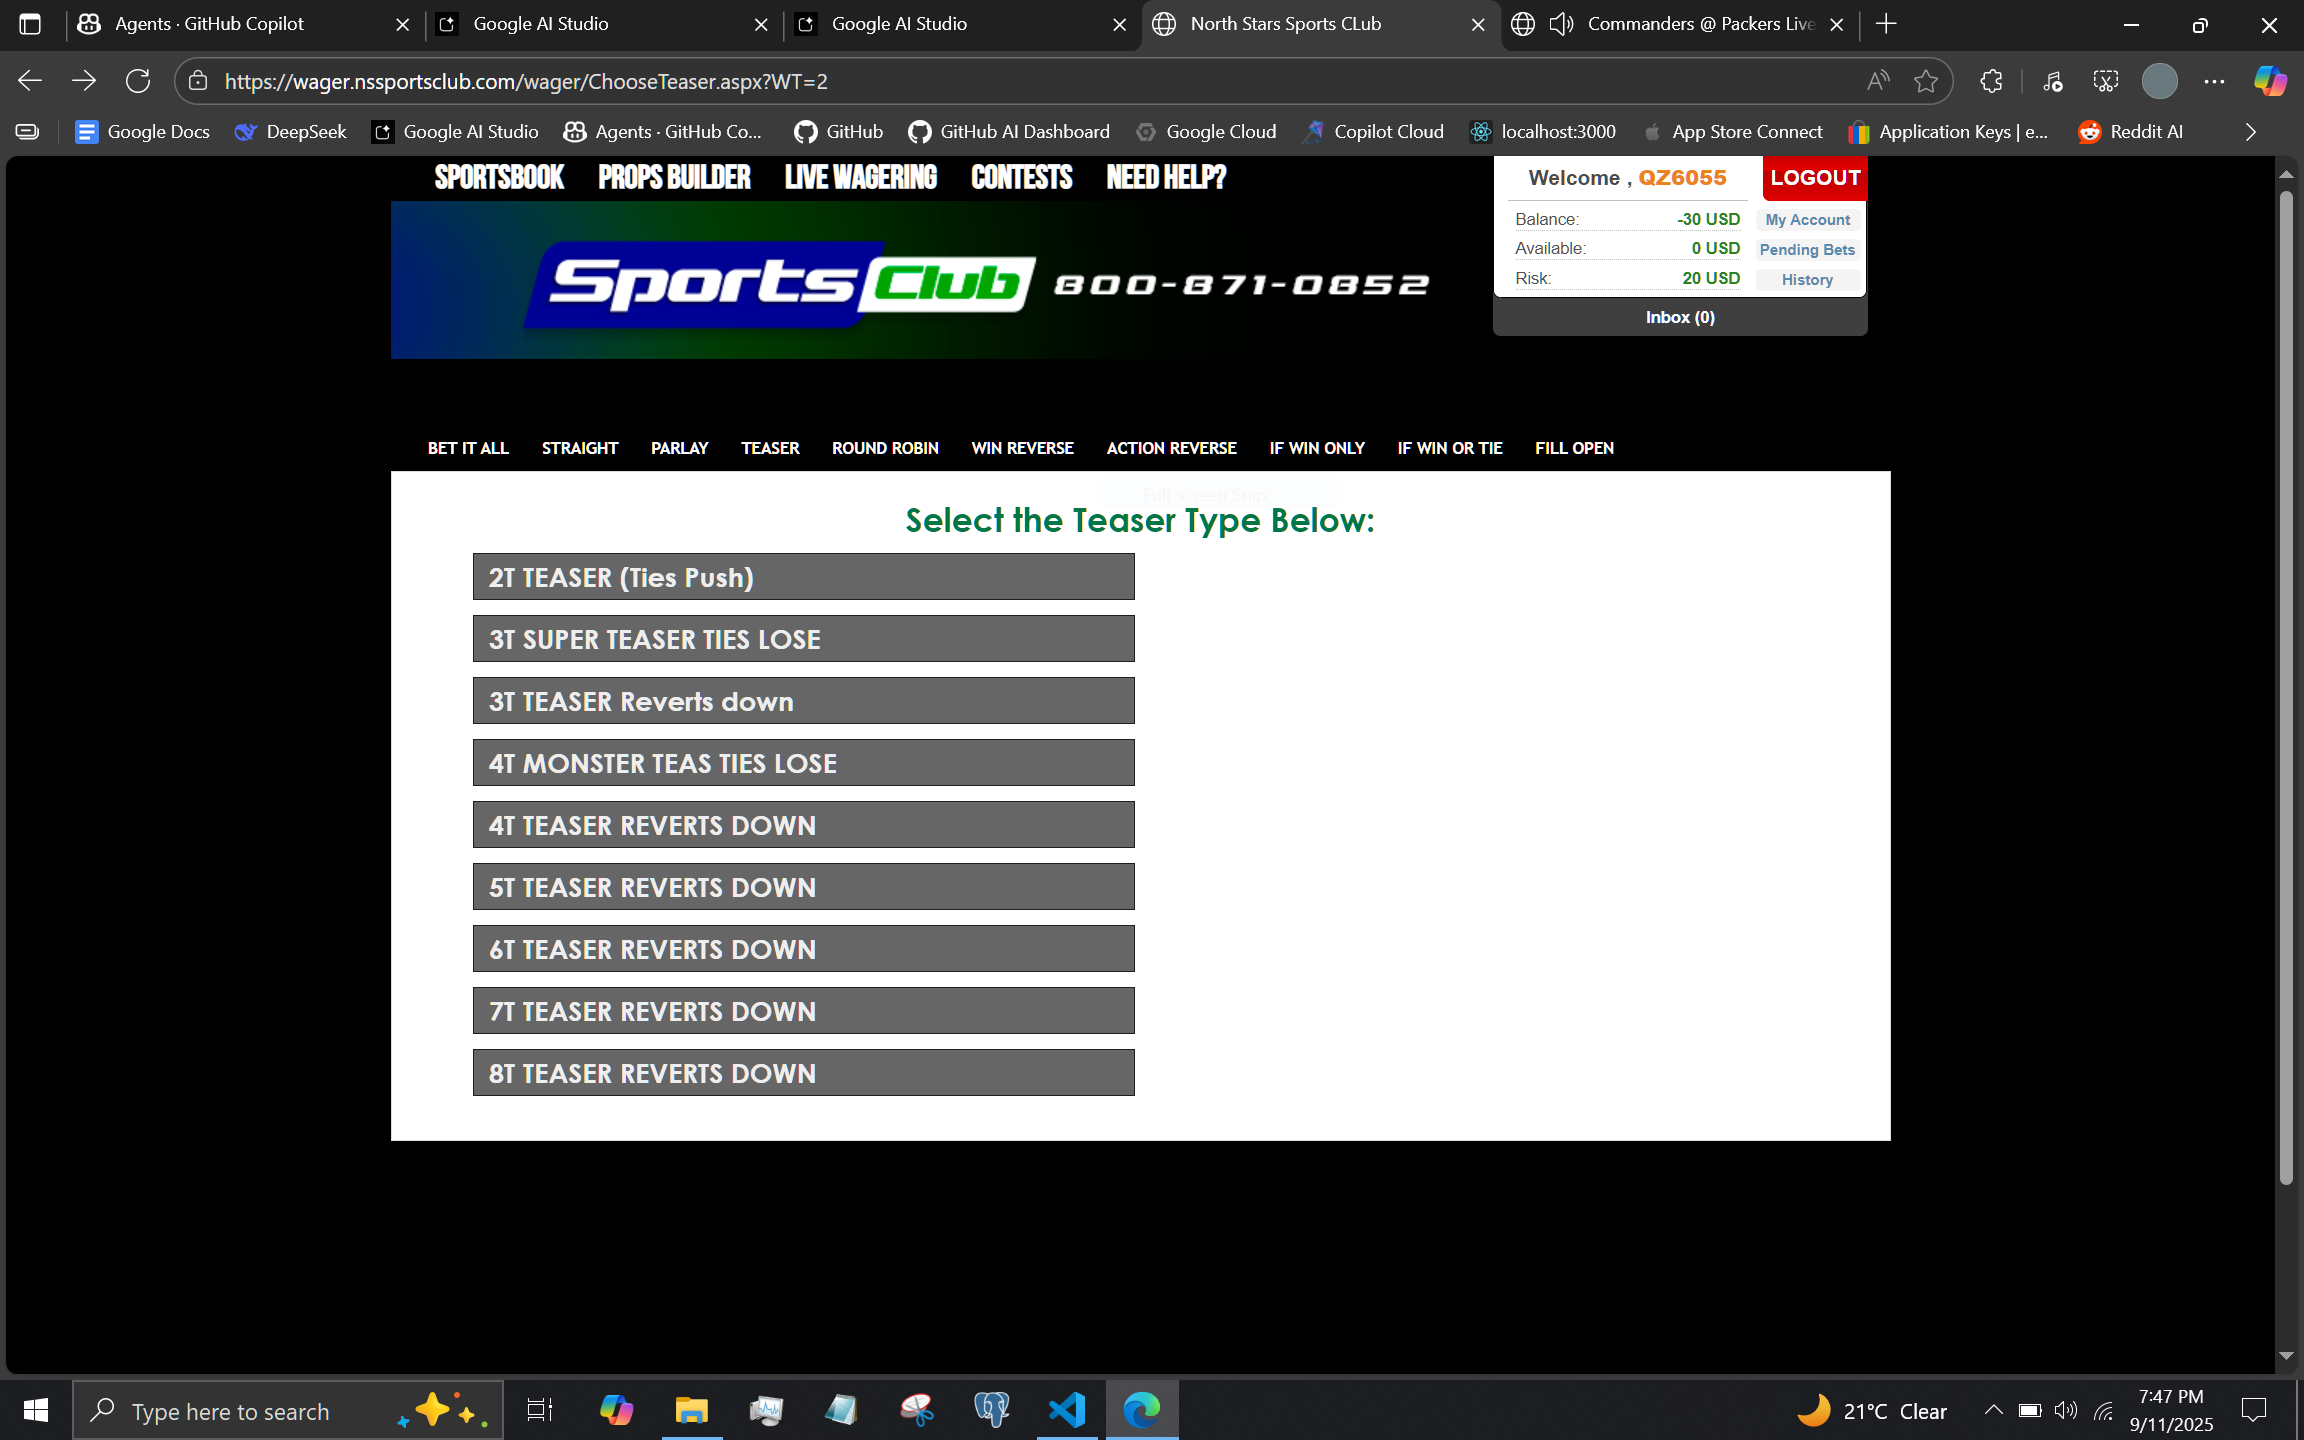 Agents · GitHub Copilot
Google AI Studio
Google AI Studio
North Stars Sports CLub
Commanders @ Packers Live
https://wager.nssportsclub.com/wager/ChooseTeaser.aspx?WT=2
Google Docs
DeepSeek
Google AI Studio
Agents · GitHub Co...
GitHub
GitHub AI Dashboard
Google Cloud
Copilot Cloud
localhost:3000
App Store Connect
Application Keys | e...
Reddit AI
SPORTSBOOK PROPS BUILDER LIVE WAGERING CONTESTS NEED HELP?
Welcome , QZ6055
LOGOUT
Balance: -30 USD My Account
Available: 0 USD Pending Bets
Risk: 20 USD History
Inbox (0)
Sports Club 800-871-0852
BET IT ALL STRAIGHT PARLAY TEASER ROUND ROBIN WIN REVERSE ACTION REVERSE IF WIN ONLY IF WIN OR TIE FILL OPEN
Full-screen Snip
Select the Teaser Type Below:
2T TEASER (Ties Push)
3T SUPER TEASER TIES LOSE
3T TEASER Reverts down
4T MONSTER TEAS TIES LOSE
4T TEASER REVERTS DOWN
5T TEASER REVERTS DOWN
6T TEASER REVERTS DOWN
7T TEASER REVERTS DOWN
8T TEASER REVERTS DOWN
Type here to search
21°C Clear
7:47 PM
9/11/2025